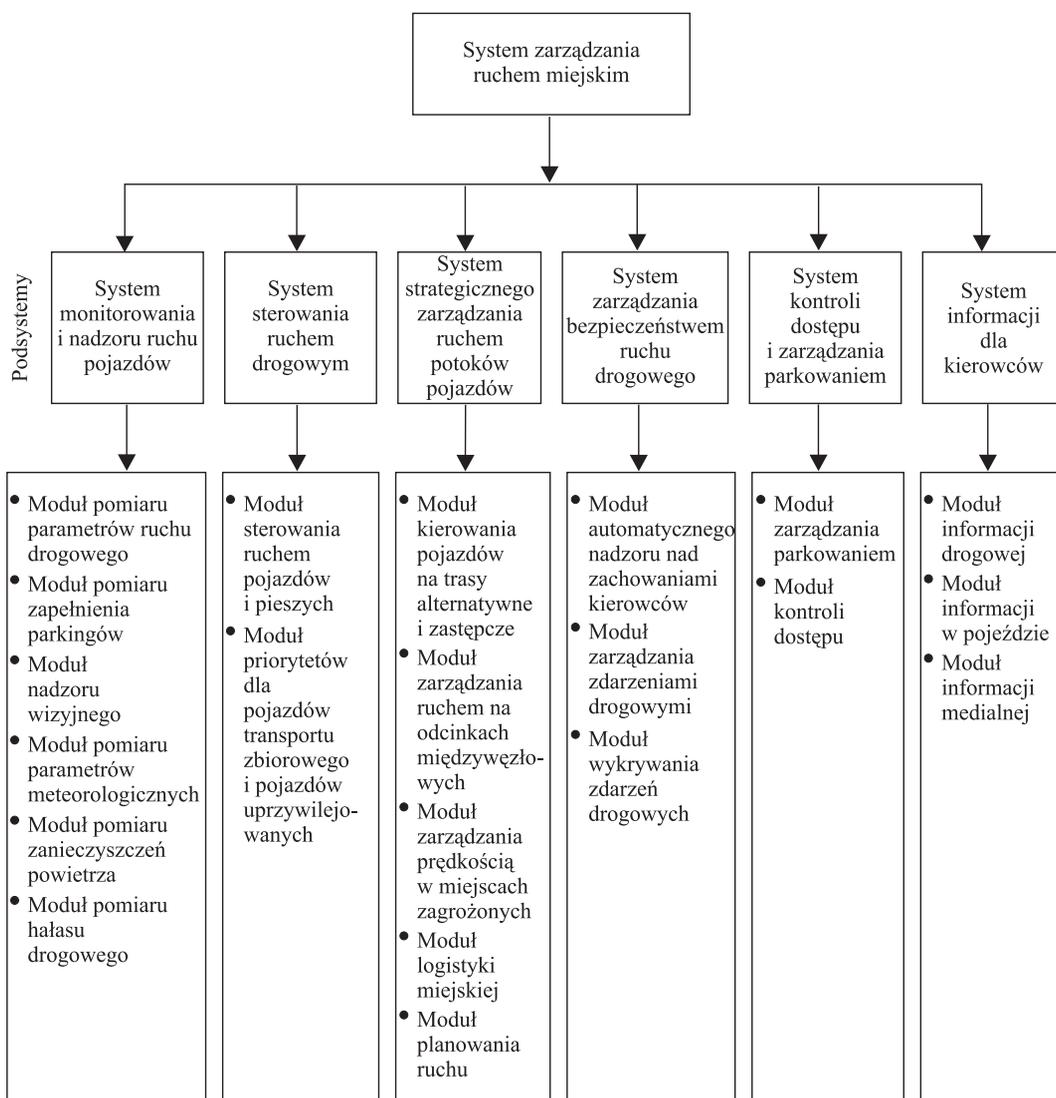 System zarządzania
ruchem miejskim
Podsystemy
System
monitorowania
i nadzoru ruchu
pojazdów
System
sterowania
ruchem
drogowym
System
strategicznego
zarządzania
ruchem
potoków
pojazdów
System
zarządzania
bezpieczeństwem
ruchu
drogowego
System
kontroli
dostępu
i zarządzania
parkowaniem
System
informacji
dla
kierowców
• Moduł pomiaru
parametrów ruchu
drogowego
• Moduł pomiaru
zapełnienia
parkingów
• Moduł
nadzoru
wizyjnego
• Moduł pomiaru
parametrów
meteorologicznych
• Moduł pomiaru
zanieczyszczeń
powietrza
• Moduł pomiaru
hałasu
drogowego
• Moduł
sterowania
ruchem
pojazdów
i pieszych
• Moduł
priorytetów
dla
pojazdów
transportu
zbiorowego
i pojazdów
uprzywilejo-
wanych
• Moduł
kierowania
pojazdów
na trasy
alternatywne
i zastępcze
• Moduł
zarządzania
ruchem na
odcinkach
międzywęzło-
wych
• Moduł
zarządzania
prędkością
w miejscach
zagrożonych
• Moduł
logistyki
miejskiej
• Moduł
planowania
ruchu
• Moduł
automatycznego
nadzoru nad
zachowaniami
kierowców
• Moduł
zarządzania
zdarzeniami
drogowymi
• Moduł
wykrywania
zdarzeń
drogowych
• Moduł
zarządzania
parkowaniem
• Moduł
kontroli
dostępu
• Moduł
informacji
drogowej
• Moduł
informacji
w pojeździe
• Moduł
informacji
medialnej